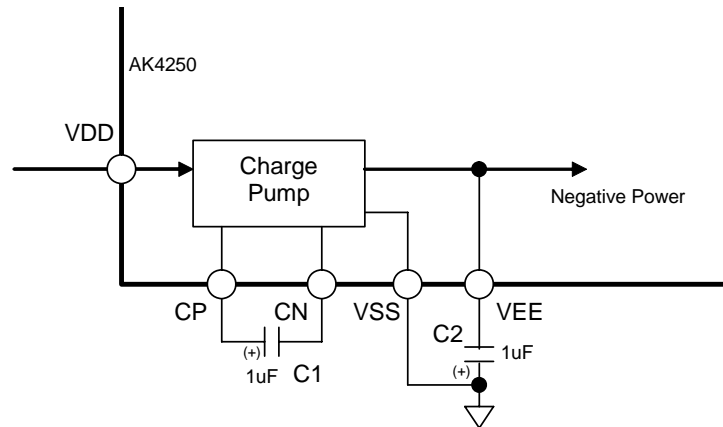 AK4250
VDD
Charge
Pump
Negative Power
CP
CN
VSS
VEE
(+)
1uF
C1
C2
1uF
(+)